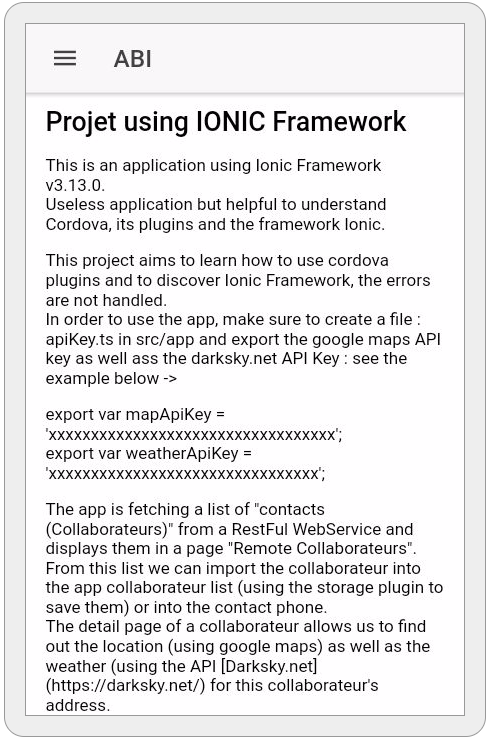 ABI
Projet using IONIC Framework
This is an application using Ionic Framework
v3.13.0.
Useless application but helpful to understand
Cordova, its plugins and the framework Ionic.
This project aims to learn how to use cordova
plugins and to discover Ionic Framework, the errors
are not handled.
In order to use the app, make sure to create a file :
apiKey.ts in src/app and export the google maps API
key as well ass the darksky.net API Key : see the
example below ->
export var mapApiKey =
'xxxxxxxxxxxxxxxxxxxxxxxxxxxxxxxxxx';
export var weatherApiKey =
'xxxxxxxxxxxxxxxxxxxxxxxxxxxxxxxx';
The app is fetching a list of "contacts
(Collaborateurs)" from a RestFul WebService and
displays them in a page "Remote Collaborateurs".
From this list we can import the collaborateur into
the app collaborateur list (using the storage plugin to
save them) or into the contact phone.
The detail page of a collaborateur allows us to find
out the location (using google maps) as well as the
weather (using the API [Darksky.net]
(https://darksky.net/) for this collaborateur's
address.